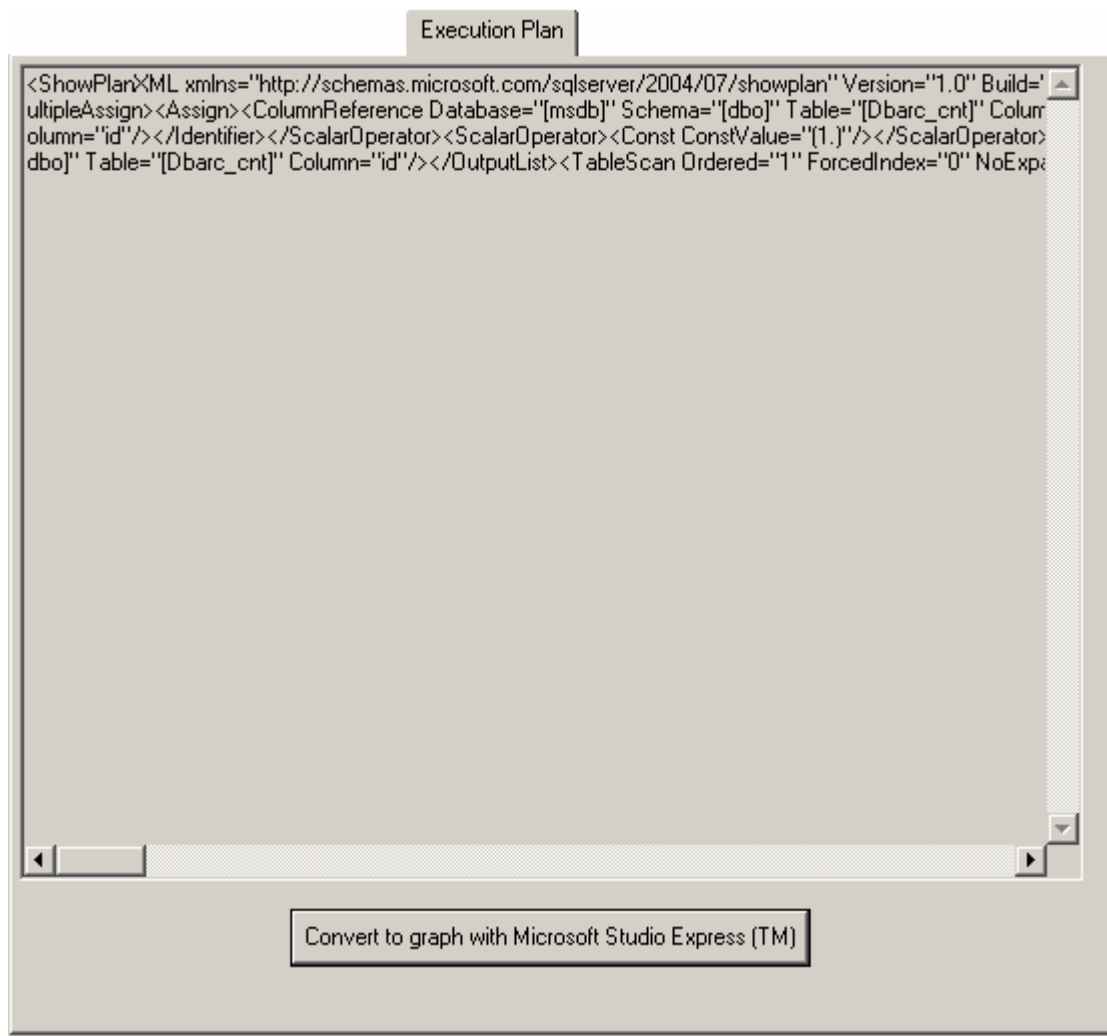 Execution Plan
<ShowPlanXML xmlns="http://schemas.microsoft.com/sqlserver/2004/07/showplan" Version="1.0" Build='
ultipleAssign><Assign><ColumnReference Database="[msdb]" Schema="[dbo]" Table="[Dbarc_cnt]" Colum
olumn="id"/></Identifier></ScalarOperator><ScalarOperator><Const ConstValue="(1.)"/></ScalarOperator>
dbo]" Table="[Dbarc_cnt]" Column="id"/></OutputList><TableScan Ordered="1" ForcedIndex="0" NoExpa
Convert to graph with Microsoft Studio Express (TM)